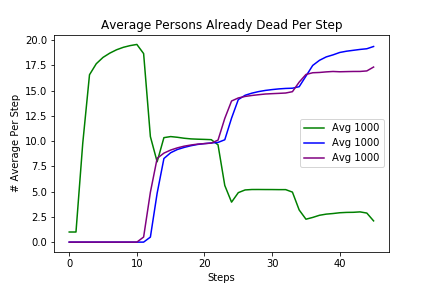 Average Persons Already Dead Per Step
# Average Per Step
20.0
17.5
15.0
12.5
10.0
7.5
5.0
2.5
0.0
Avg 1000
Avg 1000
Avg 1000
0
10
20
30
40
Steps